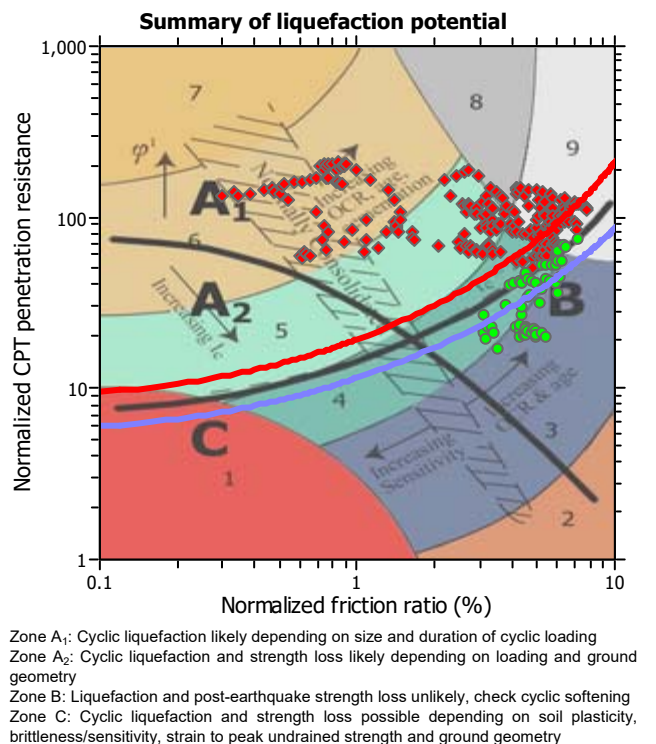 Summary of liquefaction potential
1,000
7
8
φ'
9
Increasing
OCR, age,
cementation
Normally
Consolidated
A1
100
6
A2
Increasing Ic
B
5
10
4
Increasing
OCR & age
C
3
Increasing
Sensitivity
1
2
1
0.1
1
10
Normalized CPT penetration resistance
Normalized friction ratio (%)
Zone A1: Cyclic liquefaction likely depending on size and duration of cyclic loading
Zone A2: Cyclic liquefaction and strength loss likely depending on loading and ground
geometry
Zone B: Liquefaction and post-earthquake strength loss unlikely, check cyclic softening
Zone C: Cyclic liquefaction and strength loss possible depending on soil plasticity,
brittleness/sensitivity, strain to peak undrained strength and ground geometry